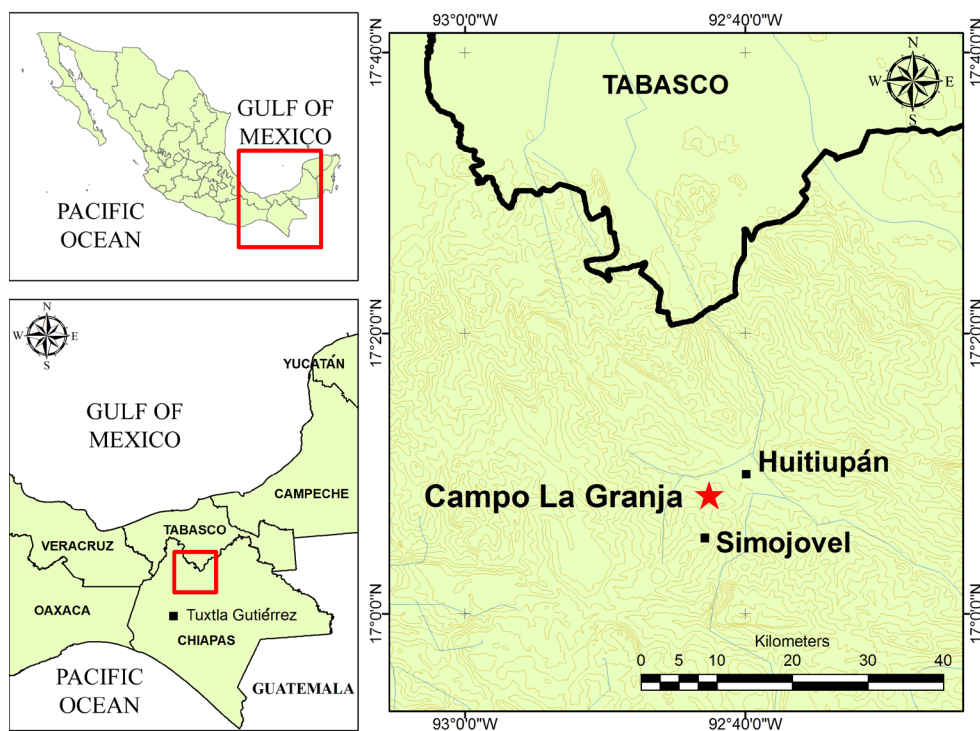 GULF OF
MEXICO
PACIFIC
OCEAN
N
W E
S
YUCATÁN
GULF OF
MEXICO
CAMPECHE
TABASCO
VERACRUZ
OAXACA
Tuxtla Gutiérrez
CHIAPAS
PACIFIC
OCEAN
GUATEMALA
93°0'0"W 92°40'0"W
17°40'0"N 17°40'0"N
TABASCO
N
W E
S
17°20'0"N 17°20'0"N
Huitiupán
Campo La Granja
Simojovel
17°0'0"N 17°0'0"N
Kilometers
0 5 10 20 30 40
93°0'0"W 92°40'0"W